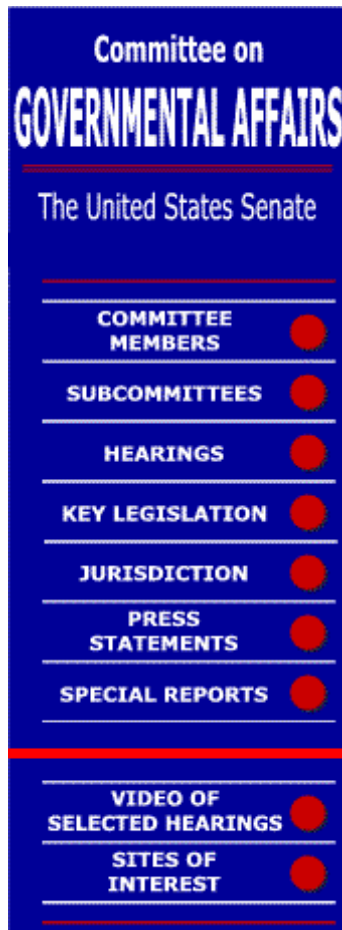 Committee on
GOVERNMENTAL AFFAIRS
The United States Senate
COMMITTEE
MEMBERS
SUBCOMMITTEES
HEARINGS
KEY LEGISLATION
JURISDICTION
PRESS
STATEMENTS
SPECIAL REPORTS
VIDEO OF
SELECTED HEARINGS
SITES OF
INTEREST